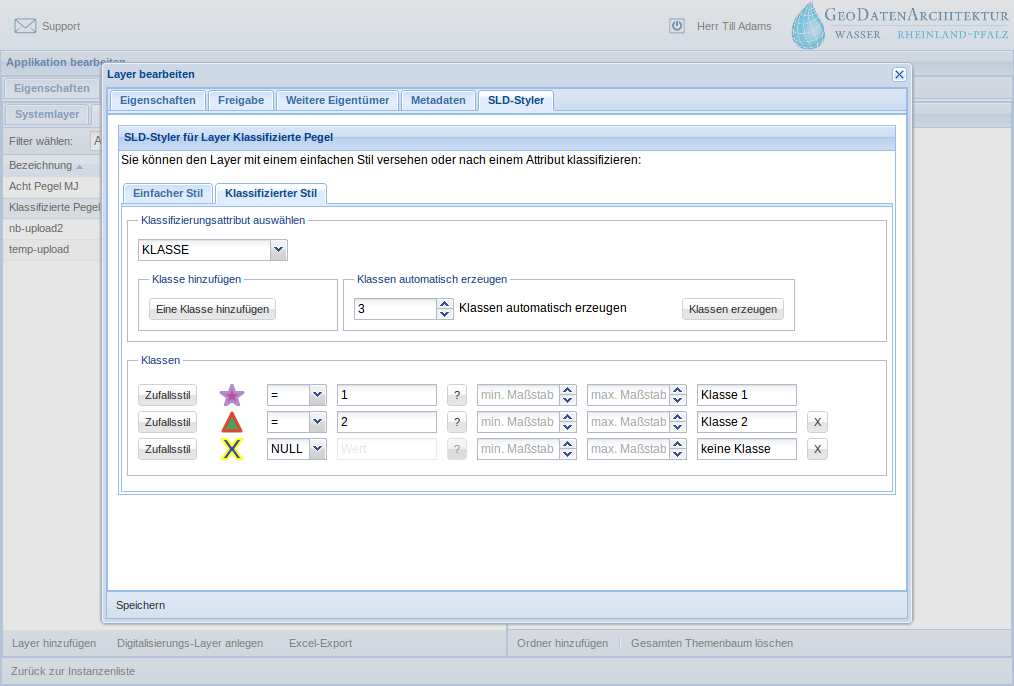 Support
Herr Till Adams
GeoDatenArchitektur
Wasser Rheinland-Pfalz
Applikation bearbeiten
Layer bearbeiten
Eigenschaften
Eigenschaften Freigabe Weitere Eigentümer Metadaten SLD-Styler
Systemlayer
SLD-Styler für Layer Klassifizierte Pegel
Filter wählen: A
Sie können den Layer mit einem einfachen Stil versehen oder nach einem Attribut klassifizieren:
Bezeichnung
Acht Pegel MJ
Klassifizierte Pegel
nb-upload2
temp-upload
Einfacher Stil Klassifizierter Stil
Klassifizierungsattribut auswählen
KLASSE
Klasse hinzufügen
Eine Klasse hinzufügen
Klassen automatisch erzeugen
3 Klassen automatisch erzeugen Klassen erzeugen
Klassen
Zufallsstil X = 1 ? min. Maßstab max. Maßstab Klasse 1
Zufallsstil = 2 ? min. Maßstab max. Maßstab Klasse 2 X
Zufallsstil X NULL Wert ? min. Maßstab max. Maßstab keine Klasse X
Speichern
Layer hinzufügen Digitalisierungs-Layer anlegen Excel-Export
Ordner hinzufügen Gesamten Themenbaum löschen
Zurück zur Instanzenliste